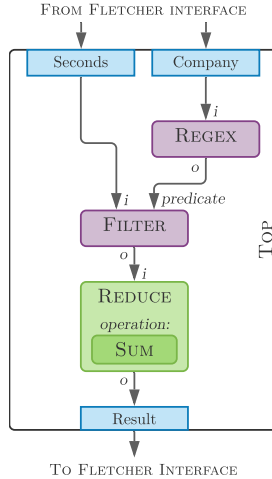 FROM FLETCHER INTERFACE
Seconds
Company
i
REGEX
o
predicate
i
FILTER
o
i
REDUCE
operation:
SUM
o
Result
TOP
TO FLETCHER INTERFACE